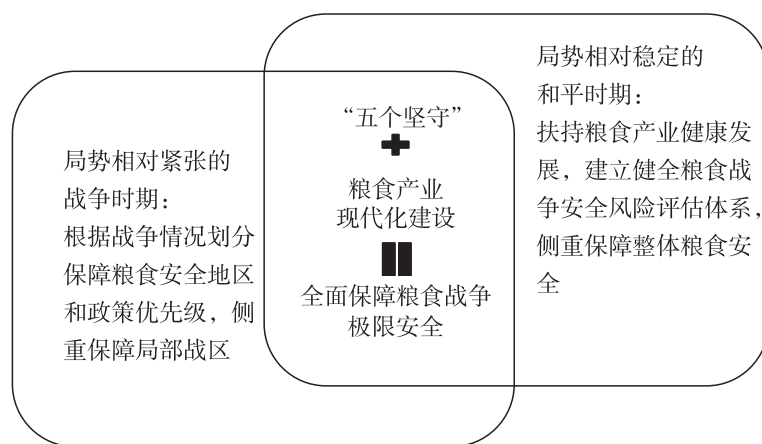 局势相对紧张的
战争时期：
根据战争情况划分
保障粮食安全地区
和政策优先级，侧
重保障局部战区
“五个坚守”
粮食产业
现代化建设
全面保障粮食战争
极限安全
局势相对稳定的
和平时期：
扶持粮食产业健康发
展，建立健全粮食战
争安全风险评估体系，
侧重保障整体粮食安
全